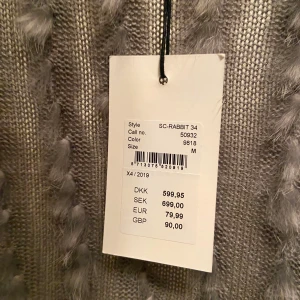 Style SC-RABBIT 34
Call no. 50932
Color 9818
Size M
X4 / 2019
DKK 599,95
SEK 699,00
EUR 79,99
GBP 90,00